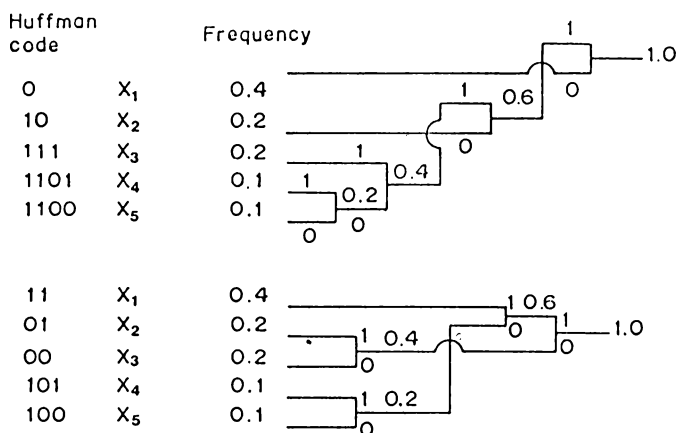 Huffman code Frequency
1
1.0
0 X₁ 0.4 0
10 X₂ 0.2 1 0.6
0
111 X₃ 0.2 1
1101 X₄ 0.1 1 0.2 0.4
1100 X₅ 0.1 0
0
11 X₁ 0.4 1 0.6
01 X₂ 0.2 1 0.4 0 1 1.0
00 X₃ 0.2 0 0
101 X₄ 0.1 1 0.2
100 X₅ 0.1 0